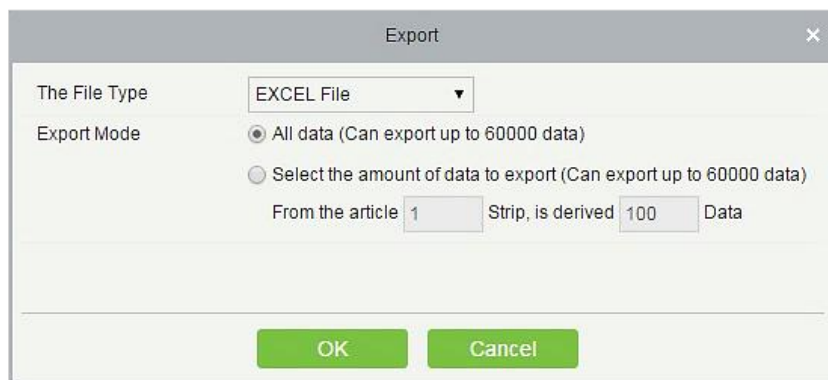 Export
The File Type EXCEL File
Export Mode All data (Can export up to 60000 data)
Select the amount of data to export (Can export up to 60000 data)
From the article 1 Strip, is derived 100 Data
OK Cancel